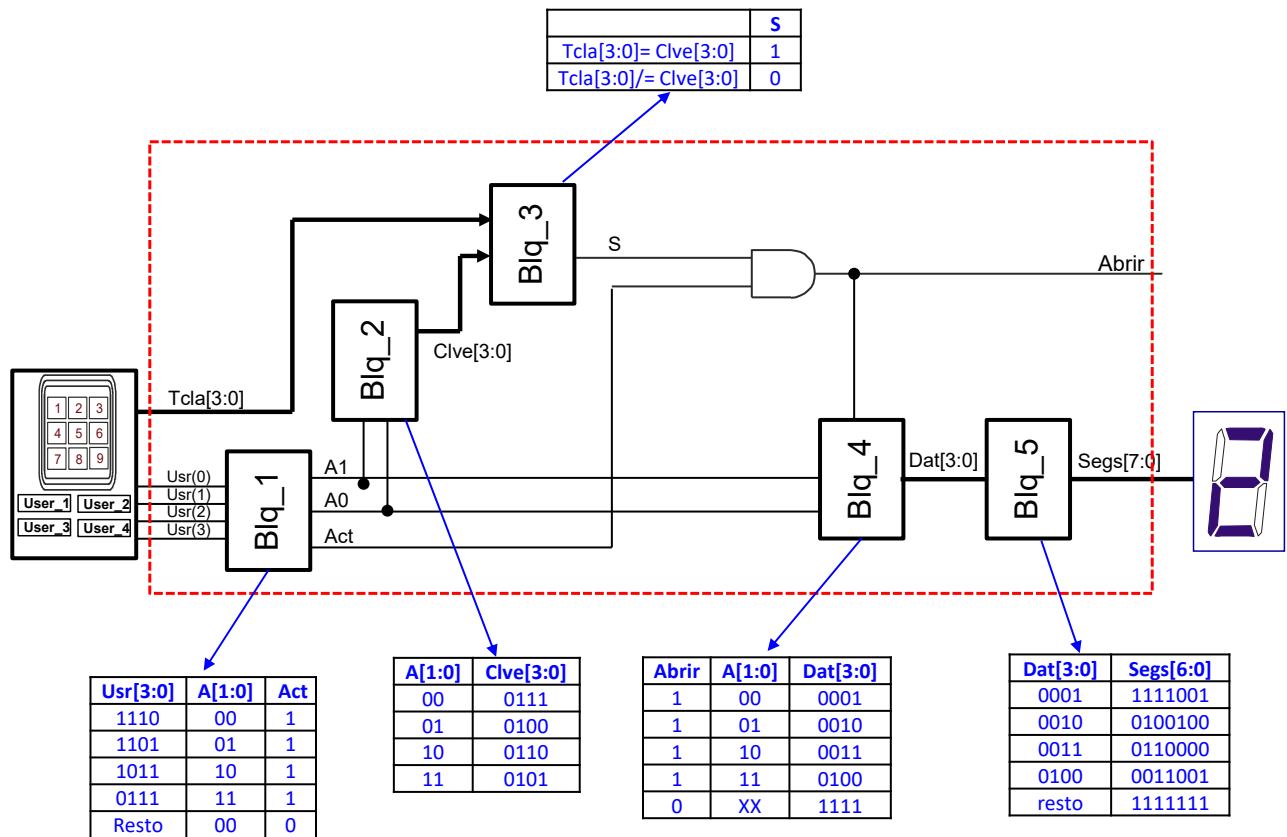 S
Tcla[3:0]= Clve[3:0] 1
Tcla[3:0]/= Clve[3:0] 0
Blq_3
S
Abrir
Blq_2
Clve[3:0]
Tcla[3:0]
1 2 3
4 5 6
7 8 9
User_1 User_2
User_3 User_4
Usr(0)
Usr(1)
Usr(2)
Usr(3)
Blq_1
A1
A0
Act
Blq_4
Dat[3:0]
Blq_5
Segs[7:0]
Usr[3:0] A[1:0] Act
1110 00 1
1101 01 1
1011 10 1
0111 11 1
Resto 00 0
A[1:0] Clve[3:0]
00 0111
01 0100
10 0110
11 0101
Abrir A[1:0] Dat[3:0]
1 00 0001
1 01 0010
1 10 0011
1 11 0100
0 XX 1111
Dat[3:0] Segs[6:0]
0001 1111001
0010 0100100
0011 0110000
0100 0011001
resto 1111111